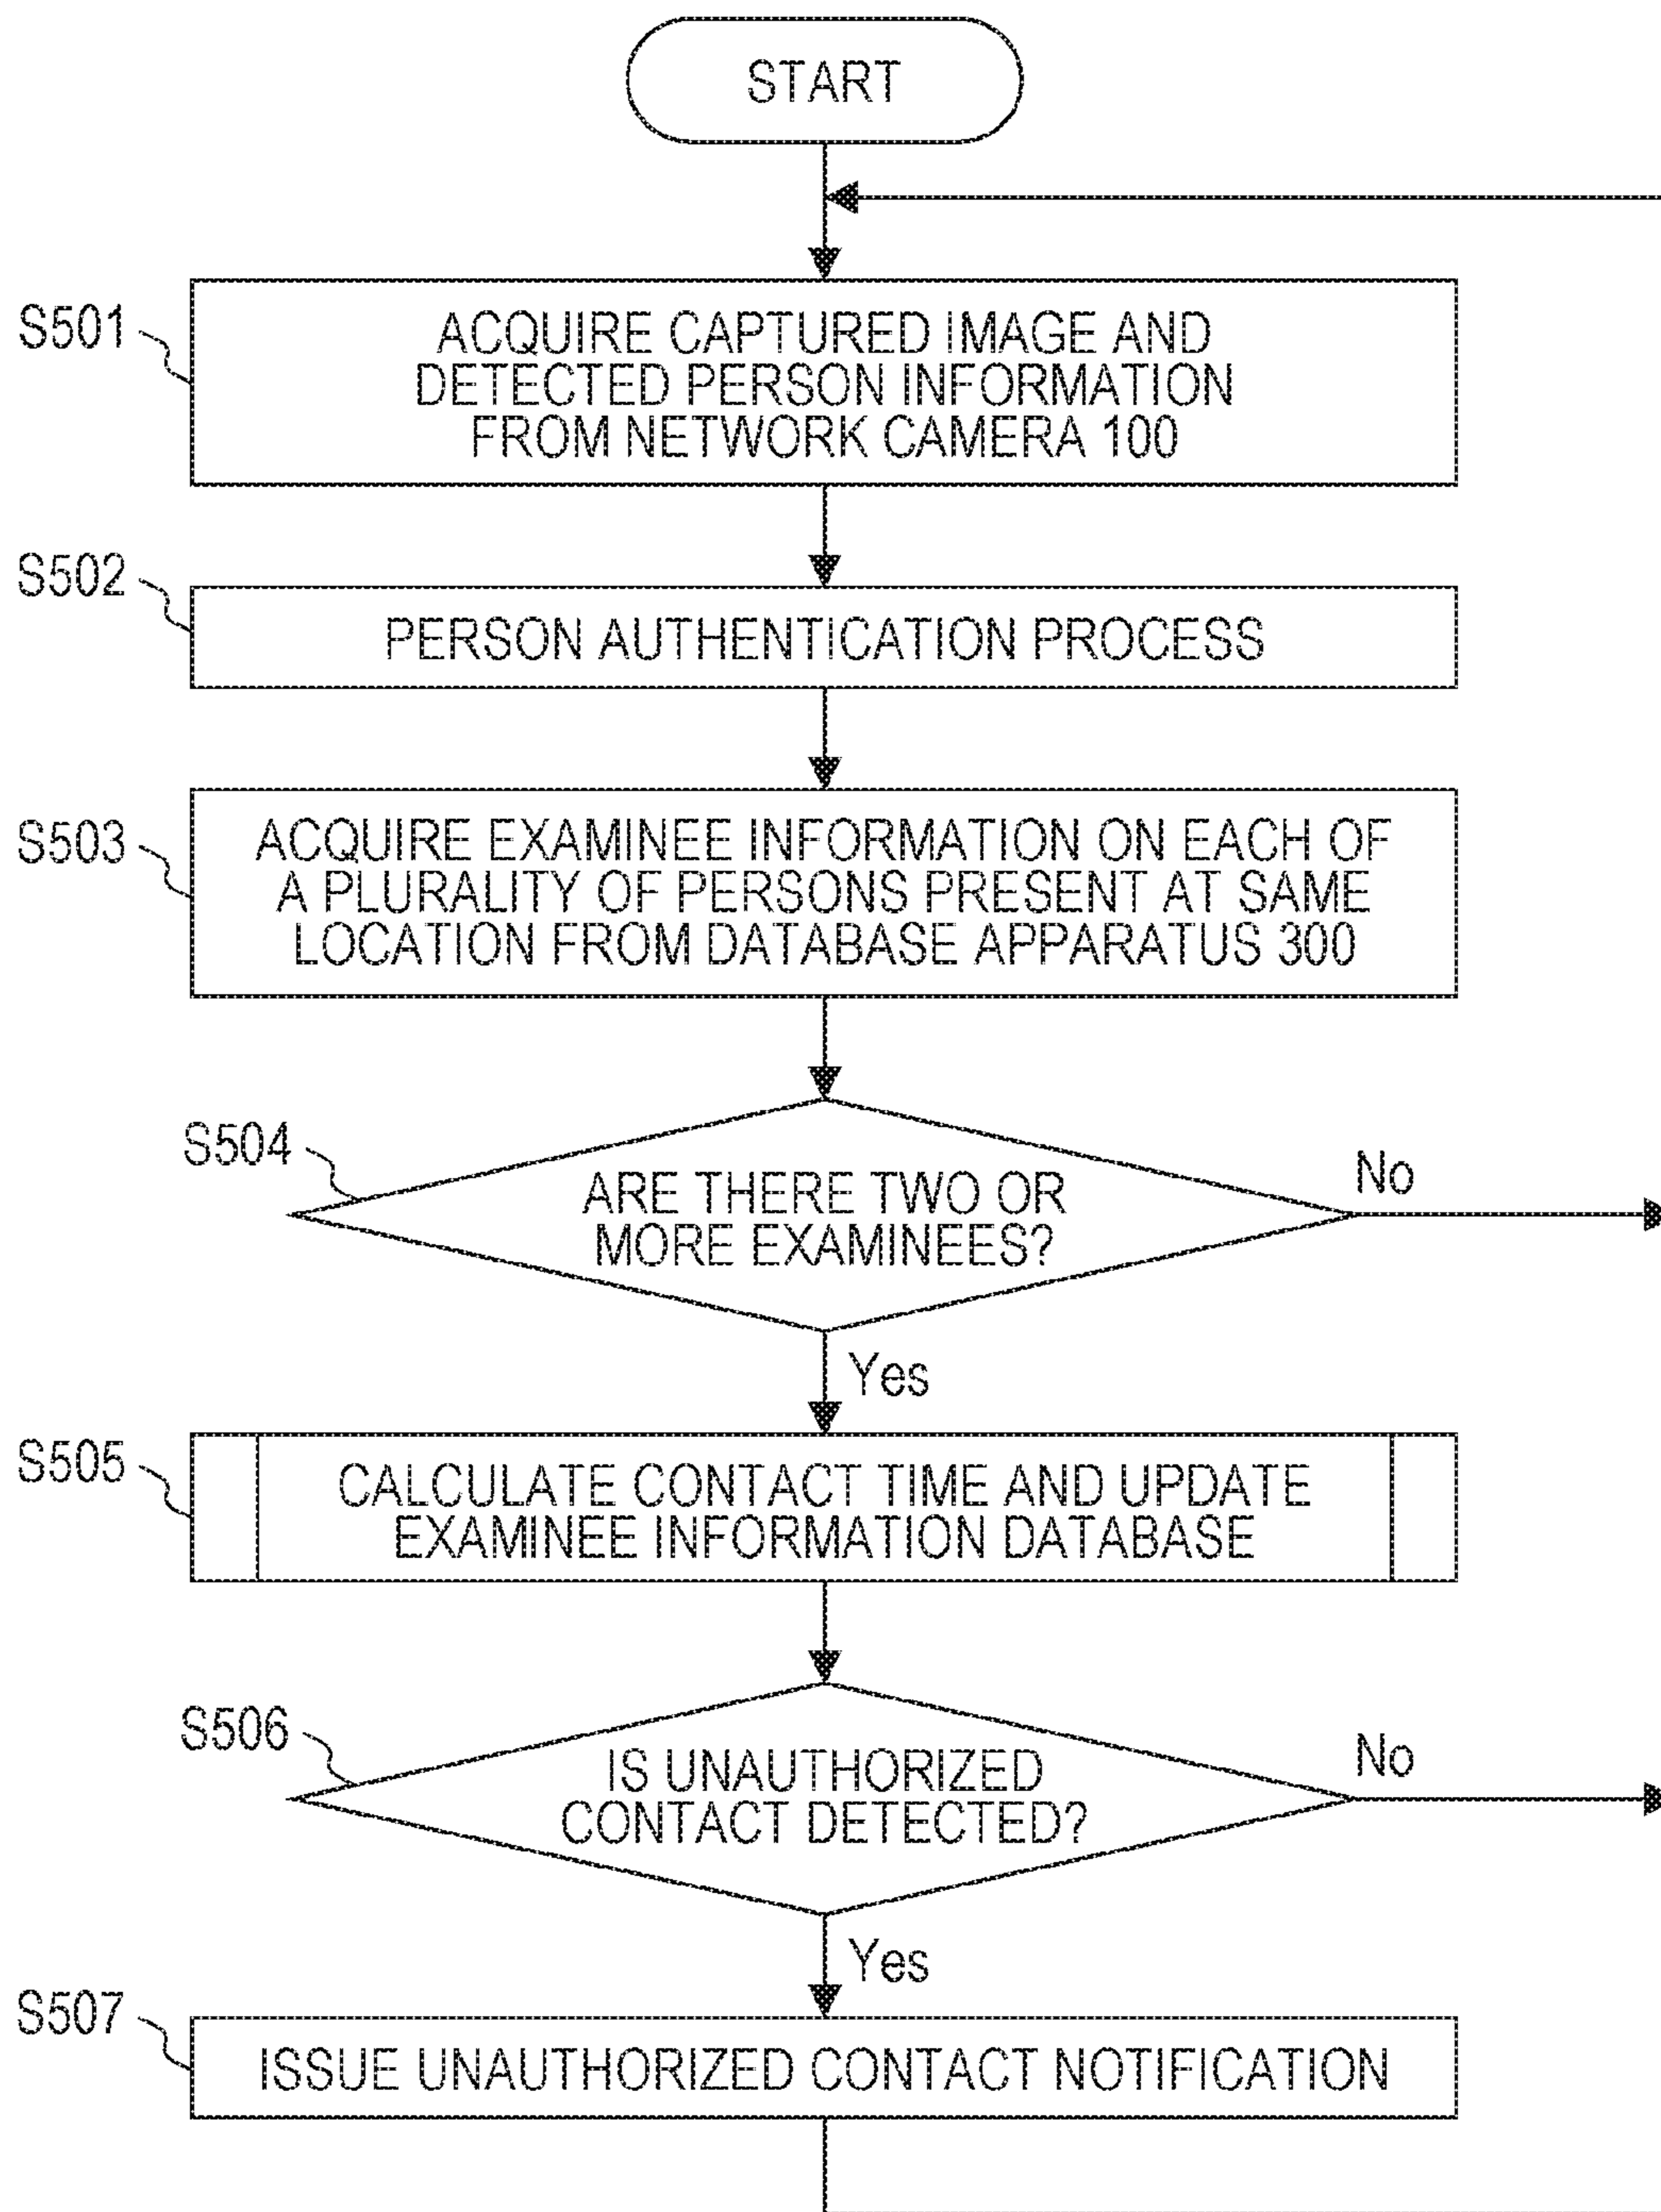 START
S501
ACQUIRE CAPTURED IMAGE AND
DETECTED PERSON INFORMATION
FROM NETWORK CAMERA 100
S502
PERSON AUTHENTICATION PROCESS
S503
ACQUIRE EXAMINEE INFORMATION ON EACH OF
A PLURALITY OF PERSONS PRESENT AT SAME
LOCATION FROM DATABASE APPARATUS 300
S504
ARE THERE TWO OR
MORE EXAMINEES?
No
Yes
S505
CALCULATE CONTACT TIME AND UPDATE
EXAMINEE INFORMATION DATABASE
S506
IS UNAUTHORIZED
CONTACT DETECTED?
No
Yes
S507
ISSUE UNAUTHORIZED CONTACT NOTIFICATION